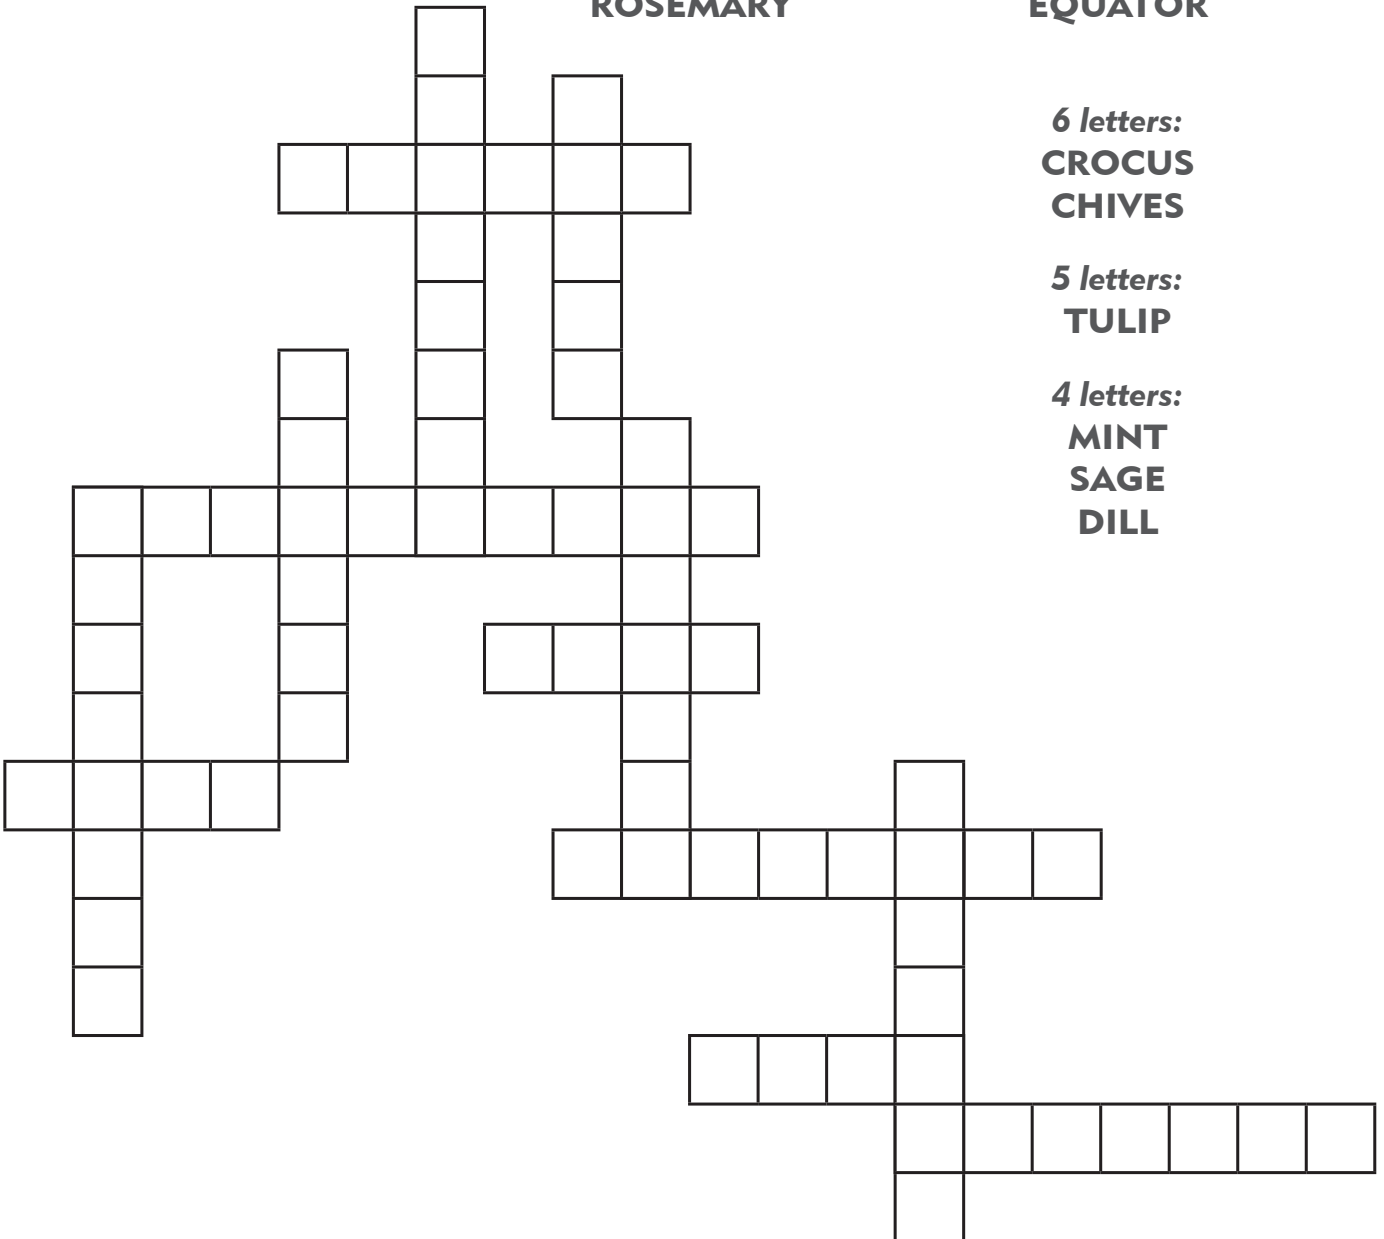 ROSEMARY
EQUATOR
6 letters:
CROCUS
CHIVES
5 letters:
TULIP
4 letters:
MINT
SAGE
DILL